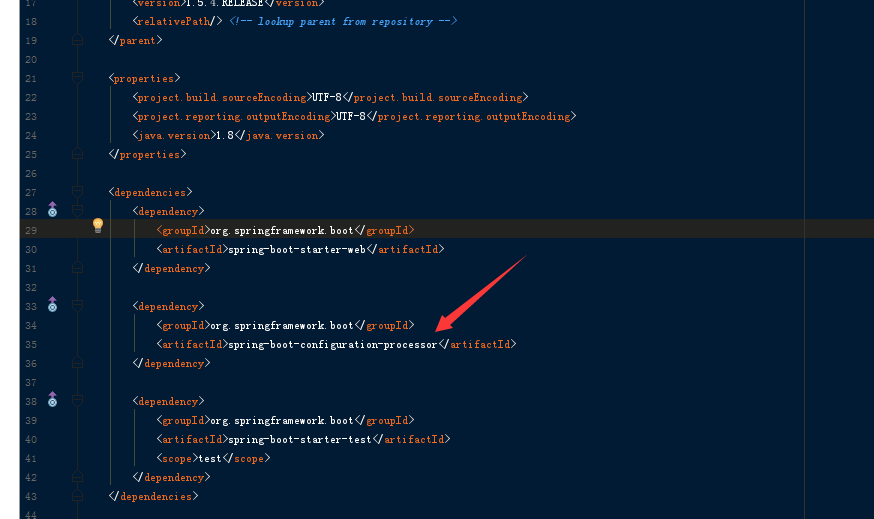 17 <version>1.5.4.RELEASE</version>
18 <relativePath/> <!-- lookup parent from repository -->
19 </parent>
20
21 <properties>
22 <project.build.sourceEncoding>UTF-8</project.build.sourceEncoding>
23 <project.reporting.outputEncoding>UTF-8</project.reporting.outputEncoding>
24 <java.version>1.8</java.version>
25 </properties>
26
27 <dependencies>
28 <dependency>
29 <groupId>org.springframework.boot</groupId>
30 <artifactId>spring-boot-starter-web</artifactId>
31 </dependency>
32
33 <dependency>
34 <groupId>org.springframework.boot</groupId>
35 <artifactId>spring-boot-configuration-processor</artifactId>
36 </dependency>
37
38 <dependency>
39 <groupId>org.springframework.boot</groupId>
40 <artifactId>spring-boot-starter-test</artifactId>
41 <scope>test</scope>
42 </dependency>
43 </dependencies>
44